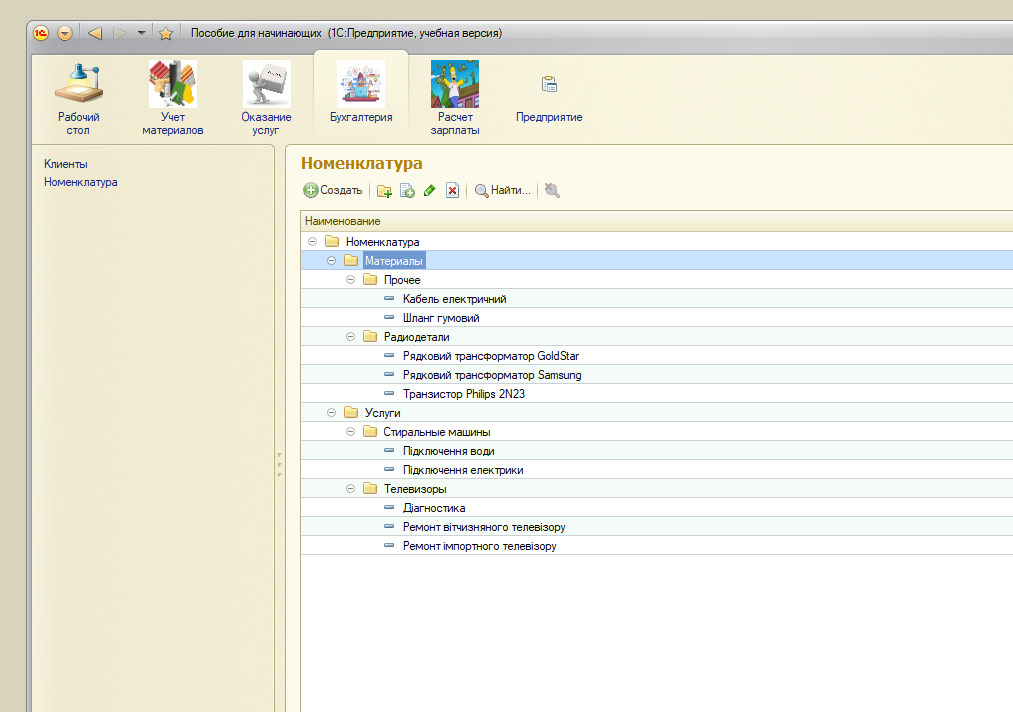 Пособие для начинающих (1С:Предприятие, учебная версия)
Рабочий стол
Учет материалов
Оказание услуг
Бухгалтерия
Расчет зарплаты
Предприятие
Клиенты
Номенклатура
Номенклатура
Создать
Найти...
Наименование
Номенклатура
Материалы
Прочее
Кабель електричний
Шланг гумовий
Радиодетали
Рядковий трансформатор GoldStar
Рядковий трансформатор Samsung
Транзистор Philips 2N23
Услуги
Стиральные машины
Підключення води
Підключення електрики
Телевизоры
Діагностика
Ремонт вітчизняного телевізору
Ремонт імпортного телевізору